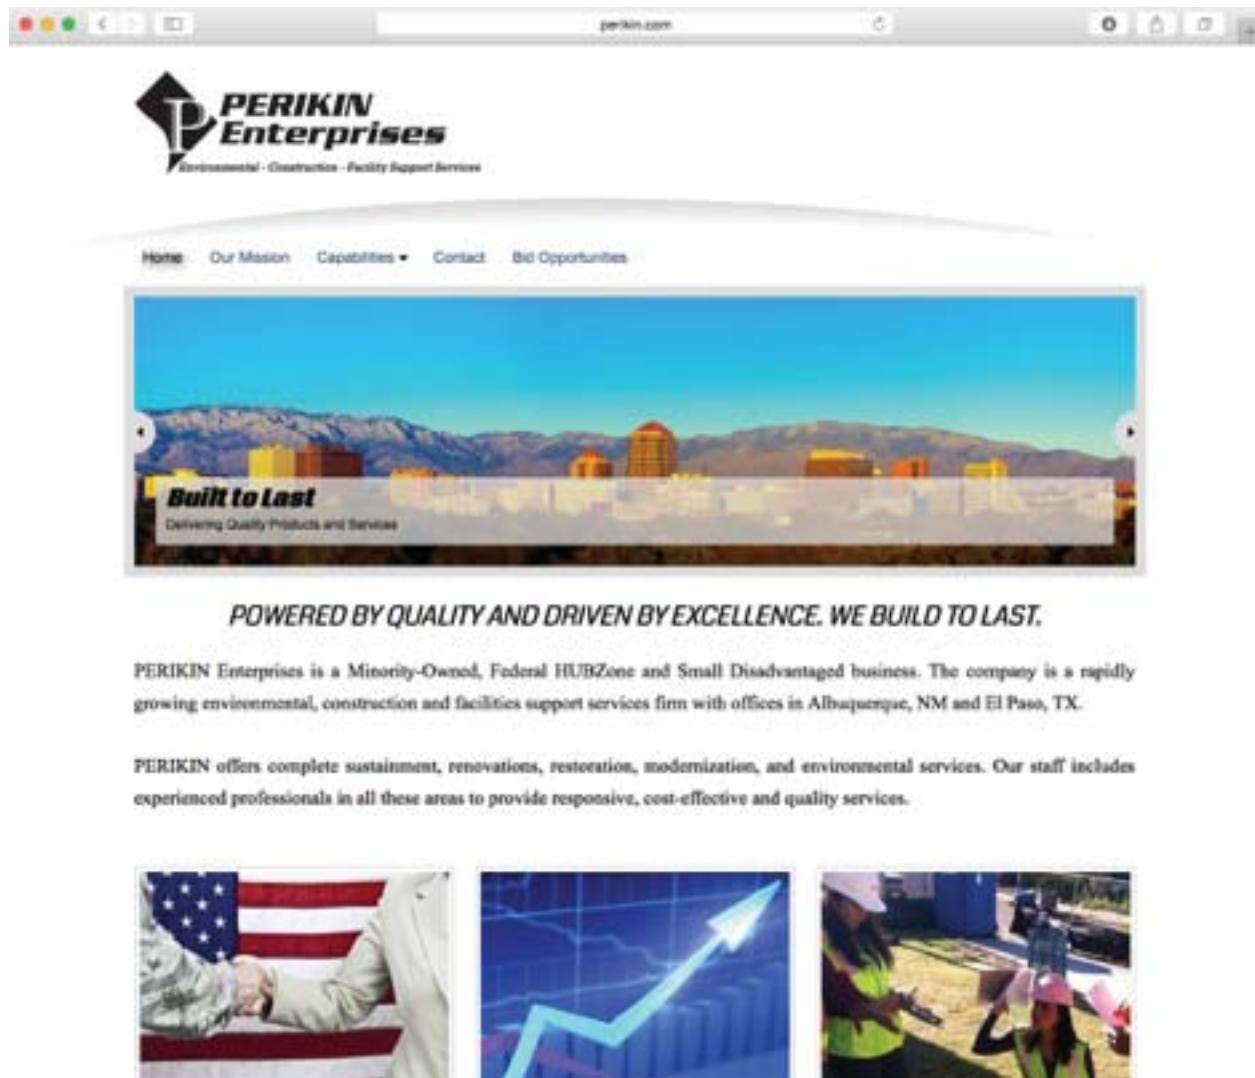 perikin.com
P
PERIKIN
Enterprises
Environmental - Construction - Facility Support Services
Home Our Mission Capabilities Contact Bid Opportunities
Built to Last
Delivering Quality Products and Services
POWERED BY QUALITY AND DRIVEN BY EXCELLENCE. WE BUILD TO LAST.
PERIKIN Enterprises is a Minority-Owned, Federal HUBZone and Small Disadvantaged business. The company is a rapidly
growing environmental, construction and facilities support services firm with offices in Albuquerque, NM and El Paso, TX.
PERIKIN offers complete sustainment, renovations, restoration, modernization, and environmental services. Our staff includes
experienced professionals in all these areas to provide responsive, cost-effective and quality services.